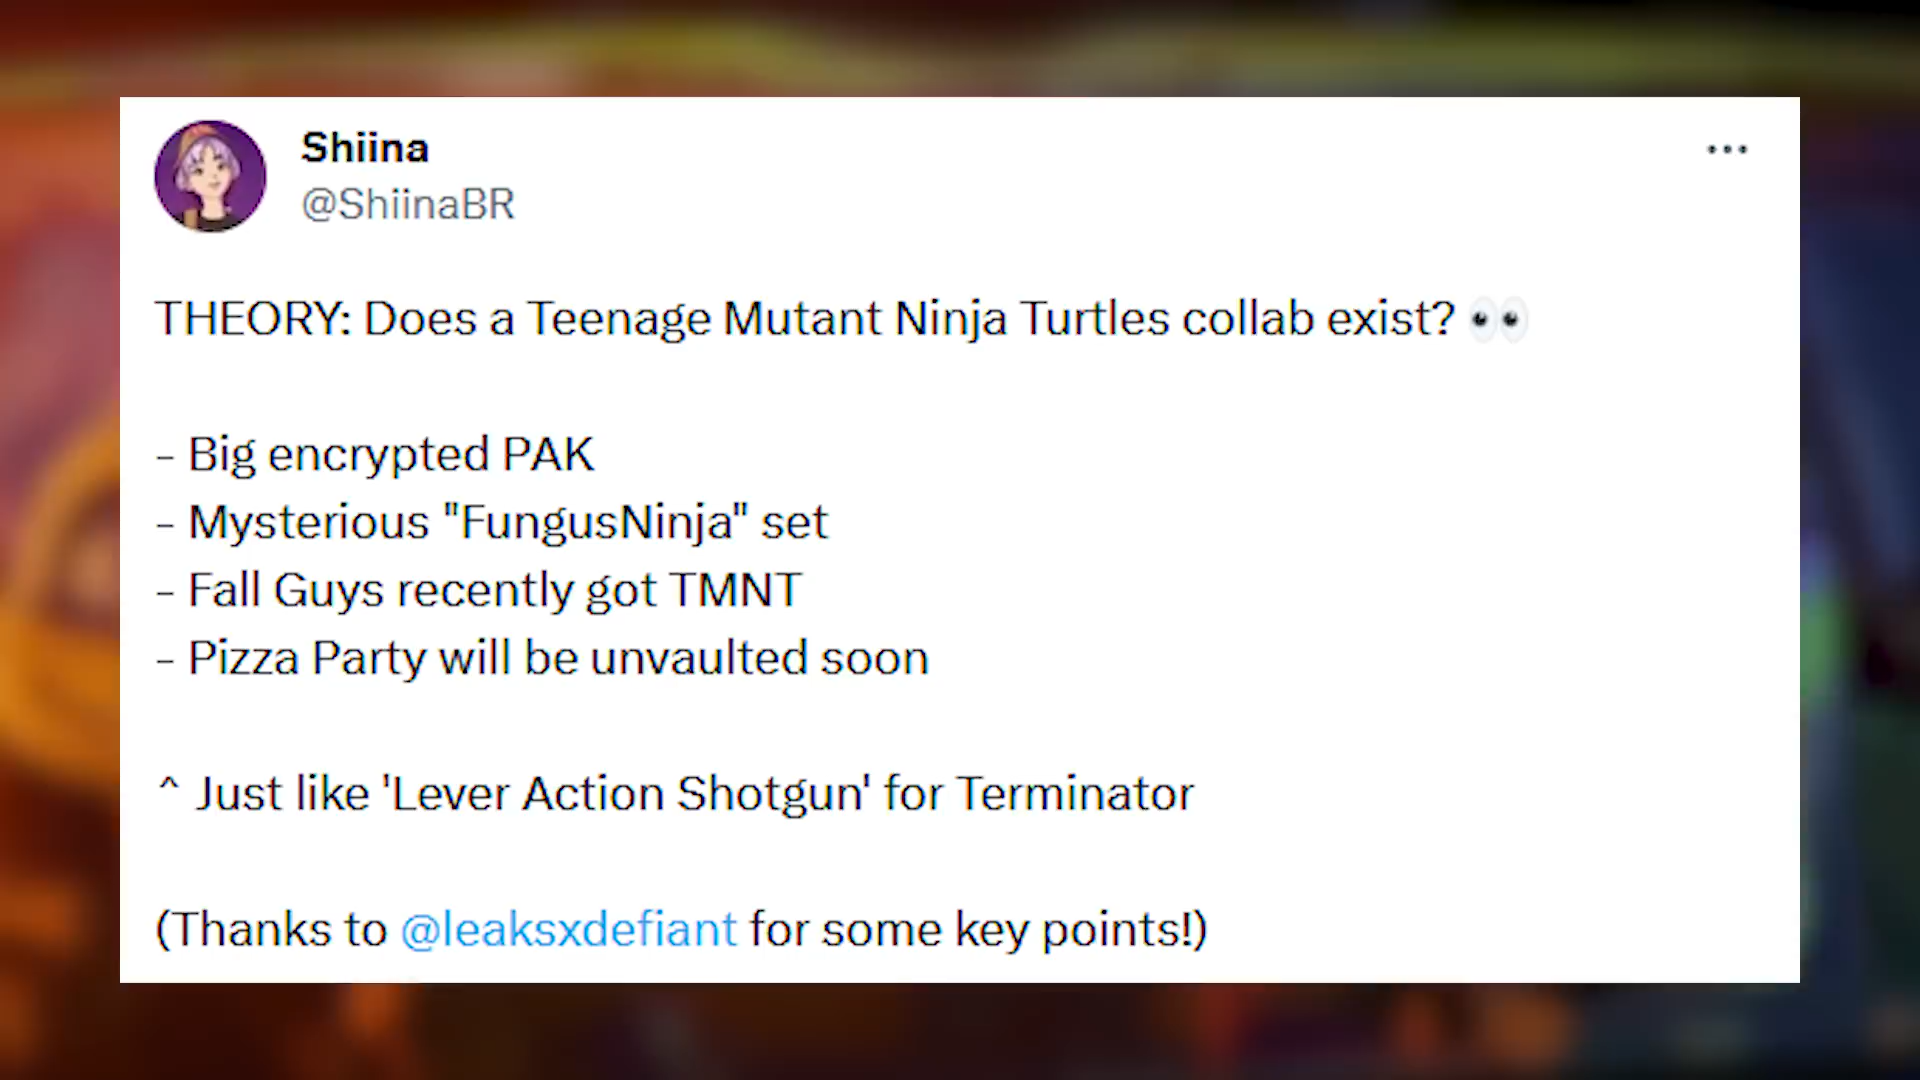 Shiina
@ShiinaBR
THEORY: Does a Teenage Mutant Ninja Turtles collab exist? 👀
- Big encrypted PAK
- Mysterious "FungusNinja" set
- Fall Guys recently got TMNT
- Pizza Party will be unvaulted soon
^ Just like 'Lever Action Shotgun' for Terminator
(Thanks to @leaksxdefiant for some key points!)